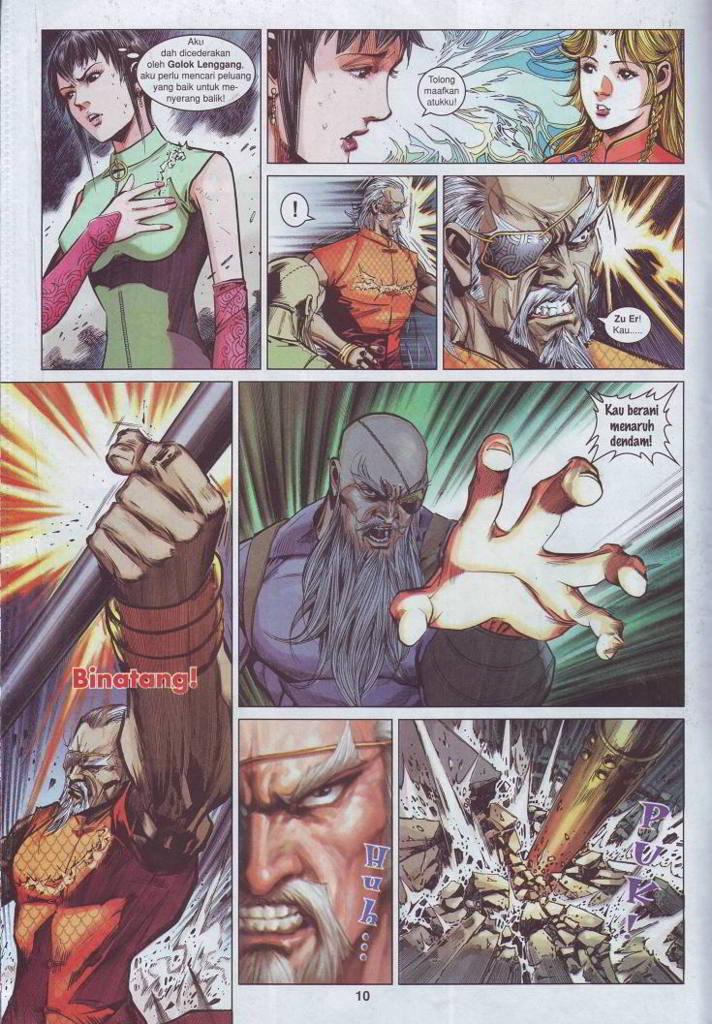 Aku
dah dicederakan
oleh Golok Lenggang,
aku perlu mencari peluang
yang baik untuk me-
nyerang balik!
Tolong
maafkan
atukku!
!
Zu Er!
Kau.....
Binatang!
Kau berani
menaruh
dendam!
Huh...
PUK!
10